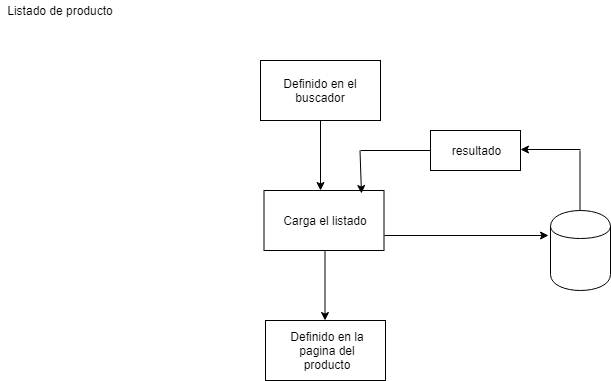 Listado de producto
Definido en el
buscador
resultado
Carga el listado
Definido en la
pagina del
producto